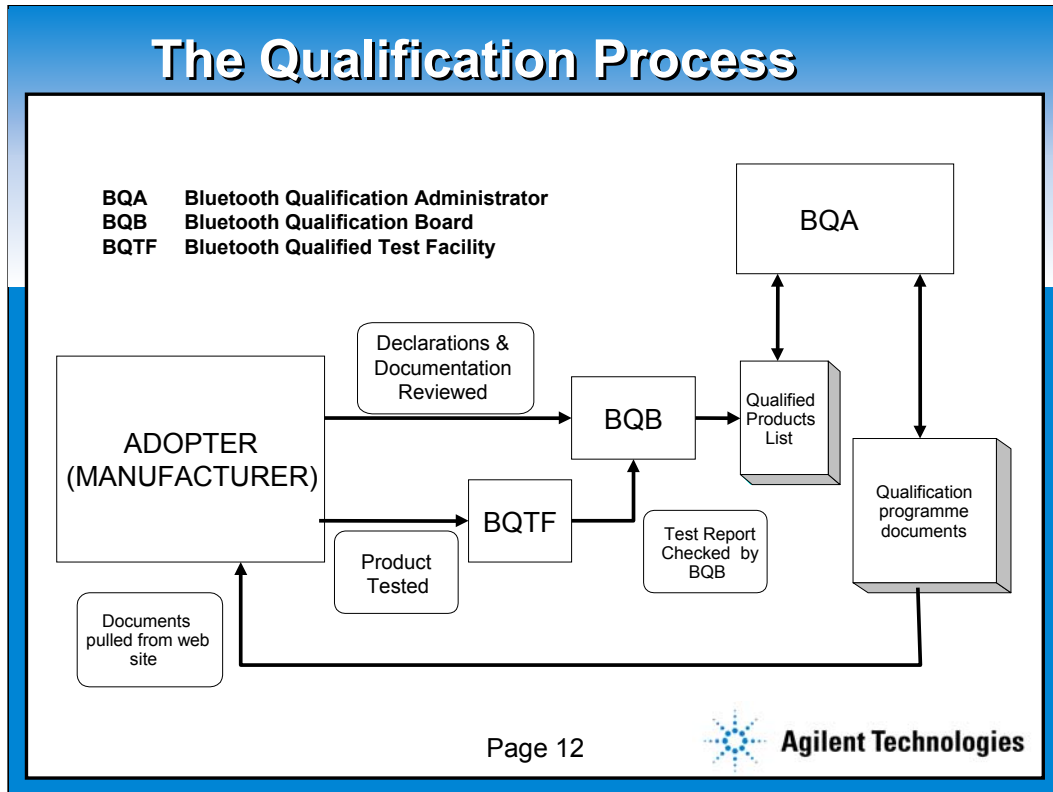 The Qualification Process
BQA Bluetooth Qualification Administrator
BQB Bluetooth Qualification Board
BQTF Bluetooth Qualified Test Facility
BQA
Declarations &
Documentation
Reviewed
ADOPTER
(MANUFACTURER)
BQB
Qualified
Products
List
BQTF
Product
Tested
Test Report
Checked by
BQB
Qualification
programme
documents
Documents
pulled from web
site
Page 12
Agilent Technologies